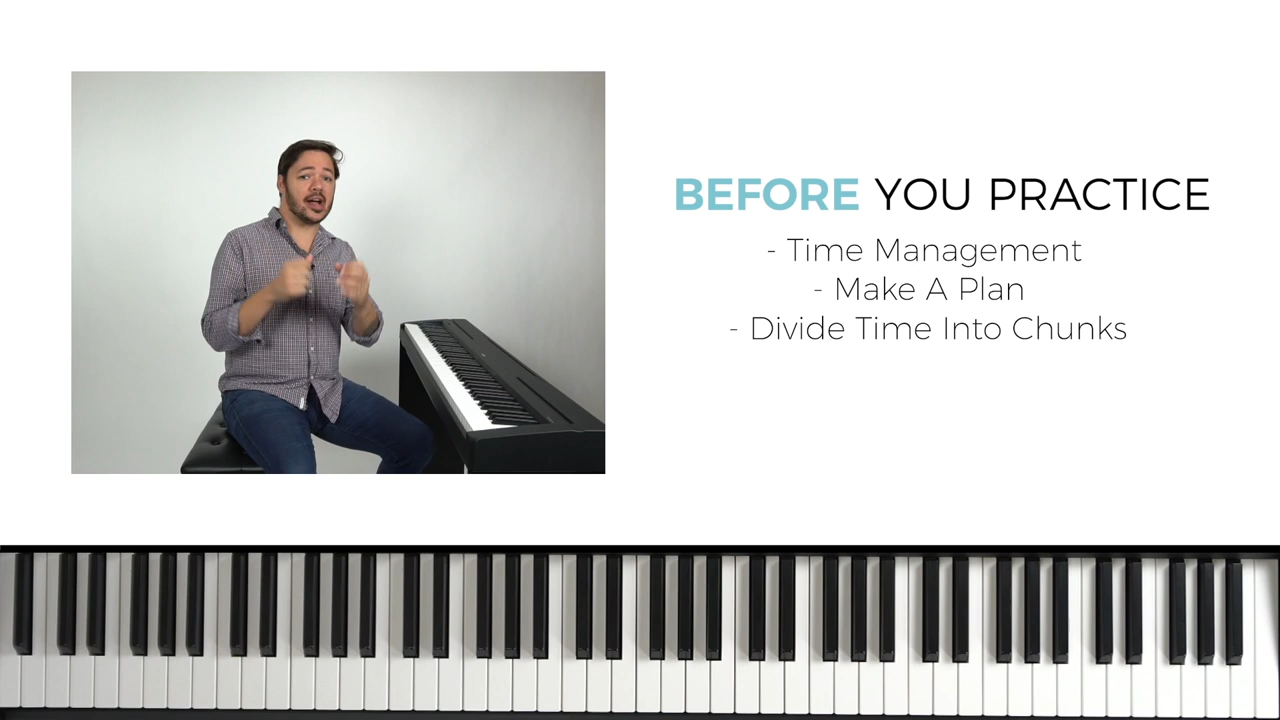 BEFORE YOU PRACTICE
- Time Management
- Make A Plan
- Divide Time Into Chunks